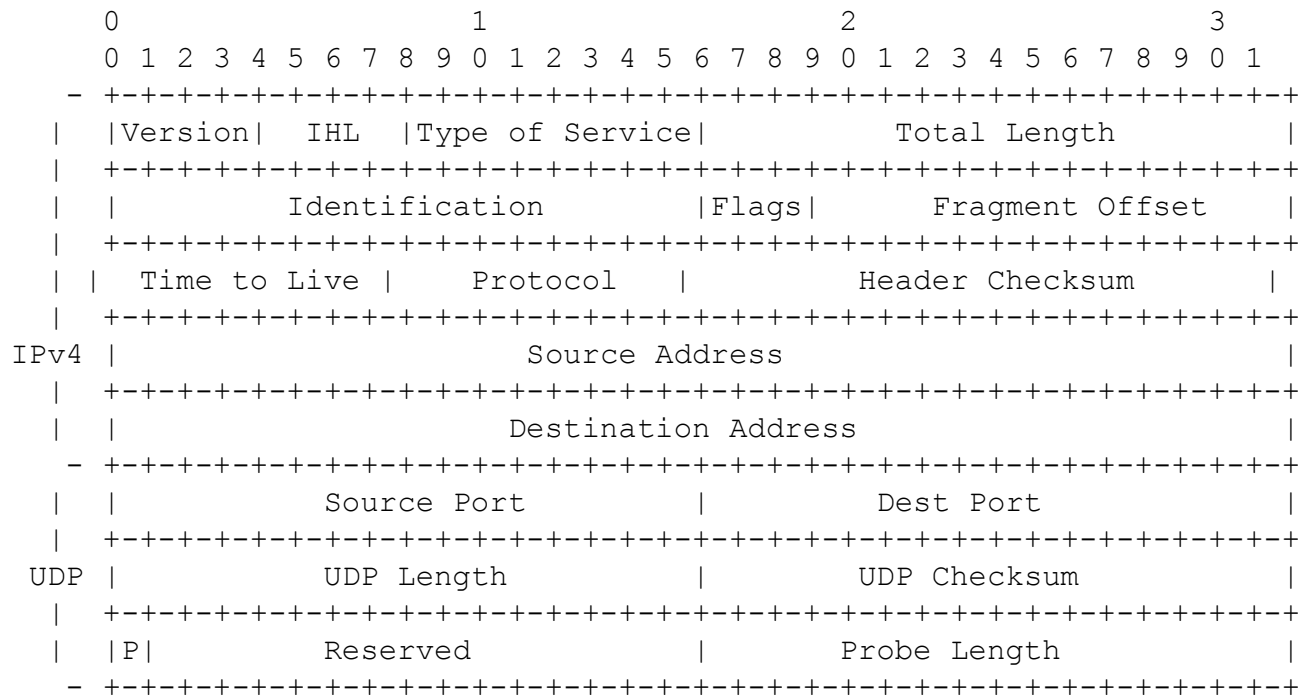 0                   1                   2                   3
0 1 2 3 4 5 6 7 8 9 0 1 2 3 4 5 6 7 8 9 0 1 2 3 4 5 6 7 8 9 0 1
- +-+-+-+-+-+-+-+-+-+-+-+-+-+-+-+-+-+-+-+-+-+-+-+-+-+-+-+-+-+-+-+-+
| |Version|  IHL  |Type of Service|          Total Length         |
| +-+-+-+-+-+-+-+-+-+-+-+-+-+-+-+-+-+-+-+-+-+-+-+-+-+-+-+-+-+-+-+-+
| |         Identification        |Flags|      Fragment Offset    |
| +-+-+-+-+-+-+-+-+-+-+-+-+-+-+-+-+-+-+-+-+-+-+-+-+-+-+-+-+-+-+-+-+
| |  Time to Live |    Protocol   |         Header Checksum       |
| +-+-+-+-+-+-+-+-+-+-+-+-+-+-+-+-+-+-+-+-+-+-+-+-+-+-+-+-+-+-+-+-+
IPv4 |                      Source Address                           |
| +-+-+-+-+-+-+-+-+-+-+-+-+-+-+-+-+-+-+-+-+-+-+-+-+-+-+-+-+-+-+-+-+
| |                     Destination Address                       |
- +-+-+-+-+-+-+-+-+-+-+-+-+-+-+-+-+-+-+-+-+-+-+-+-+-+-+-+-+-+-+-+-+
| |           Source Port         |         Dest Port             |
| +-+-+-+-+-+-+-+-+-+-+-+-+-+-+-+-+-+-+-+-+-+-+-+-+-+-+-+-+-+-+-+-+
UDP |           UDP Length          |        UDP Checksum           |
| +-+-+-+-+-+-+-+-+-+-+-+-+-+-+-+-+-+-+-+-+-+-+-+-+-+-+-+-+-+-+-+-+
| |P|         Reserved            |       Probe Length            |
- +-+-+-+-+-+-+-+-+-+-+-+-+-+-+-+-+-+-+-+-+-+-+-+-+-+-+-+-+-+-+-+-+